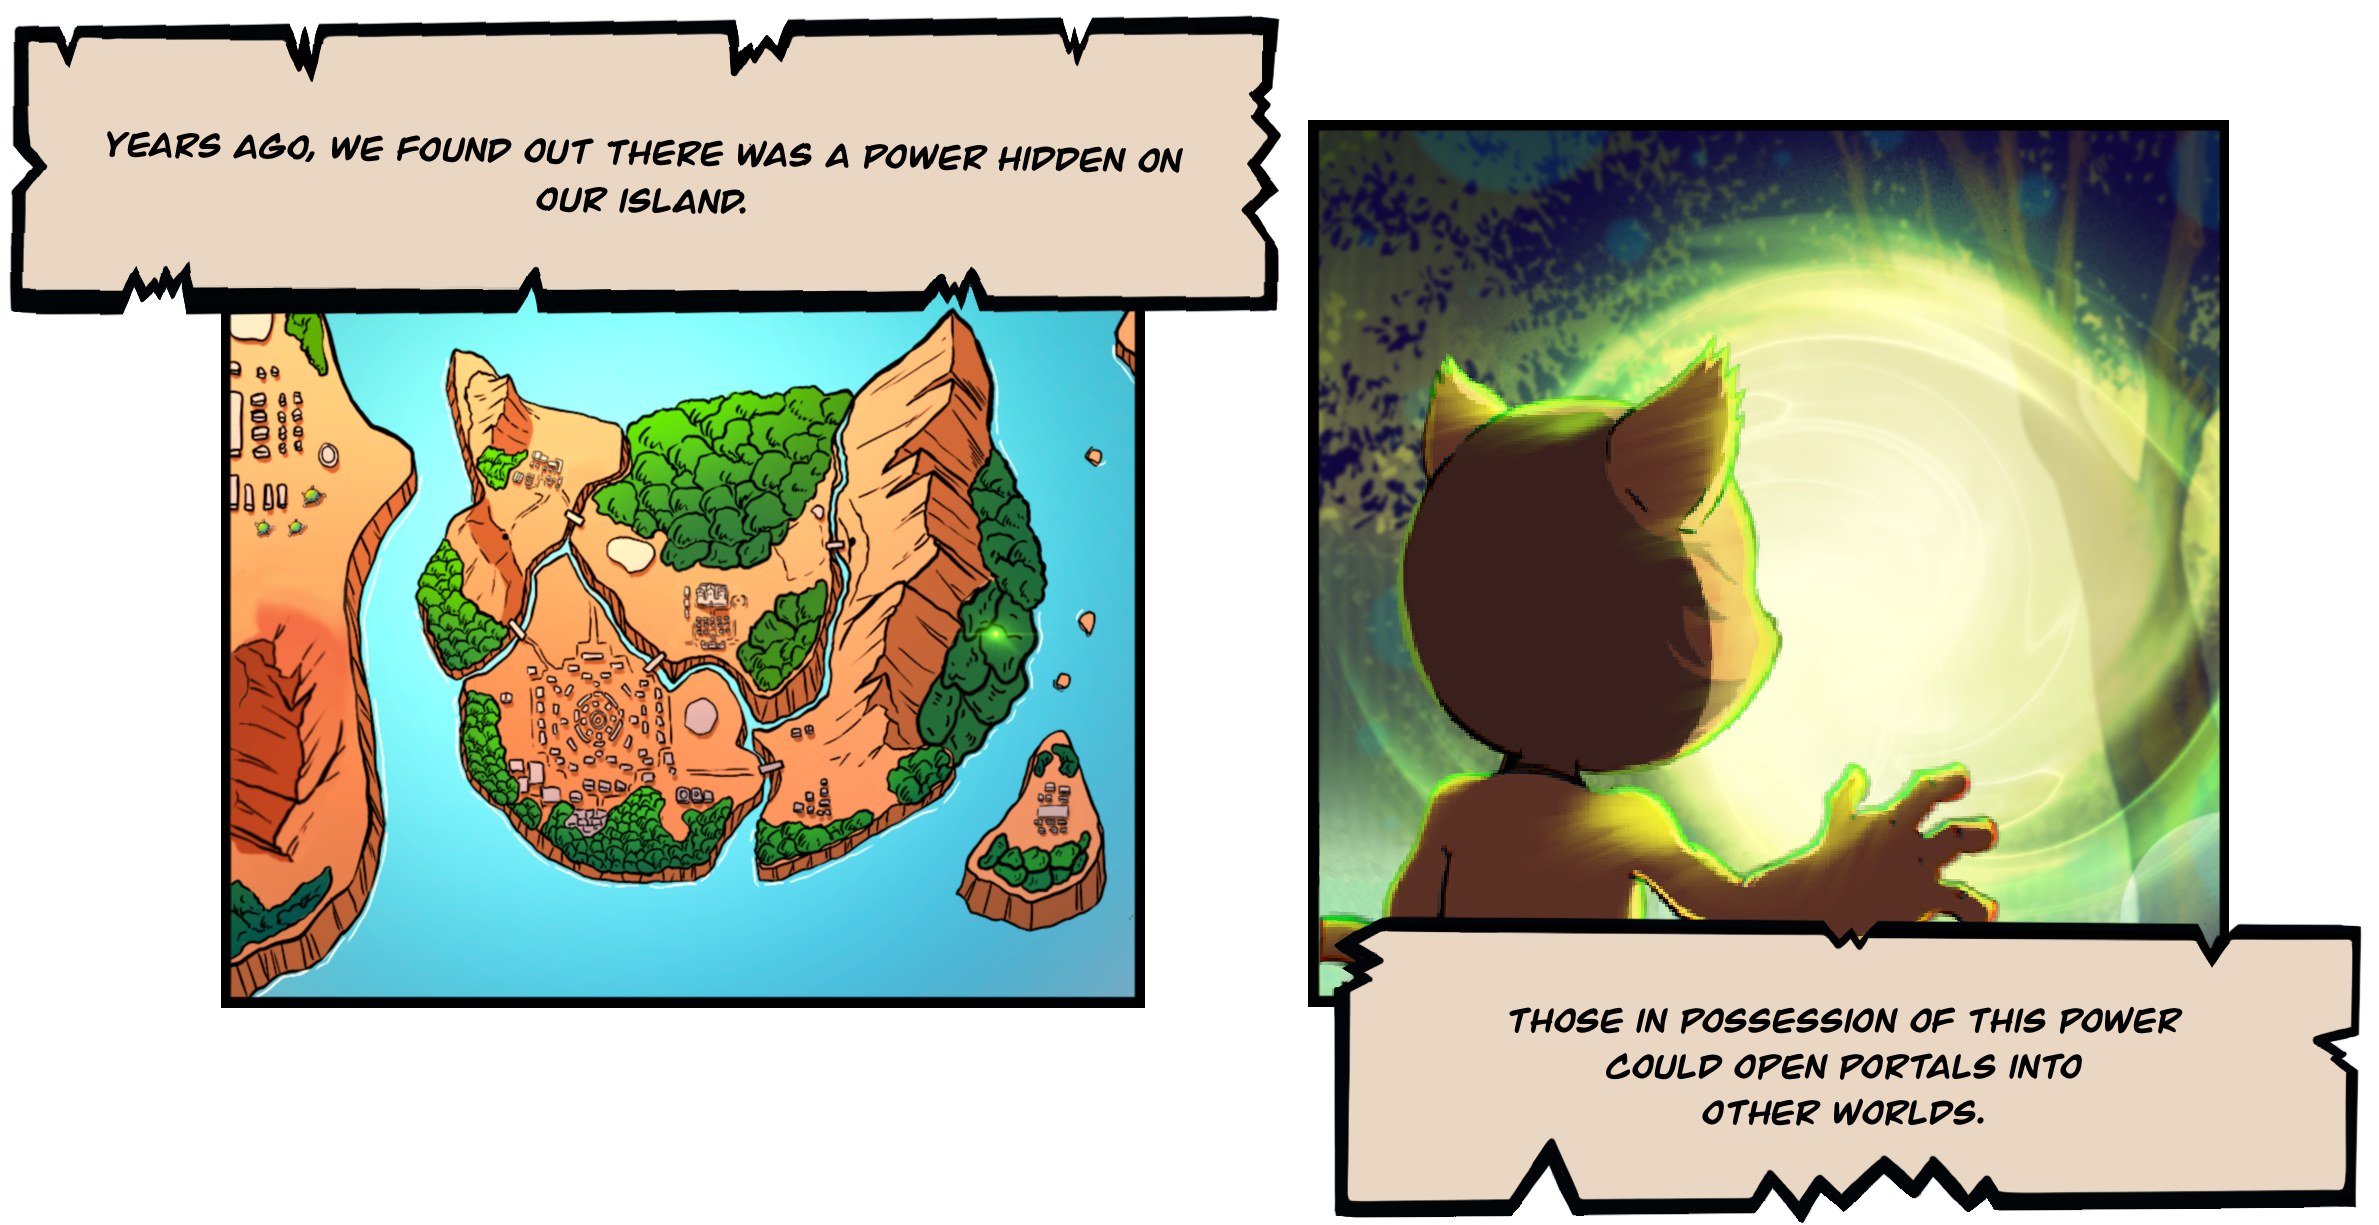 YEARS AGO, WE FOUND OUT THERE WAS A POWER HIDDEN ON
OUR ISLAND.
THOSE IN POSSESSION OF THIS POWER
COULD OPEN PORTALS INTO
OTHER WORLDS.